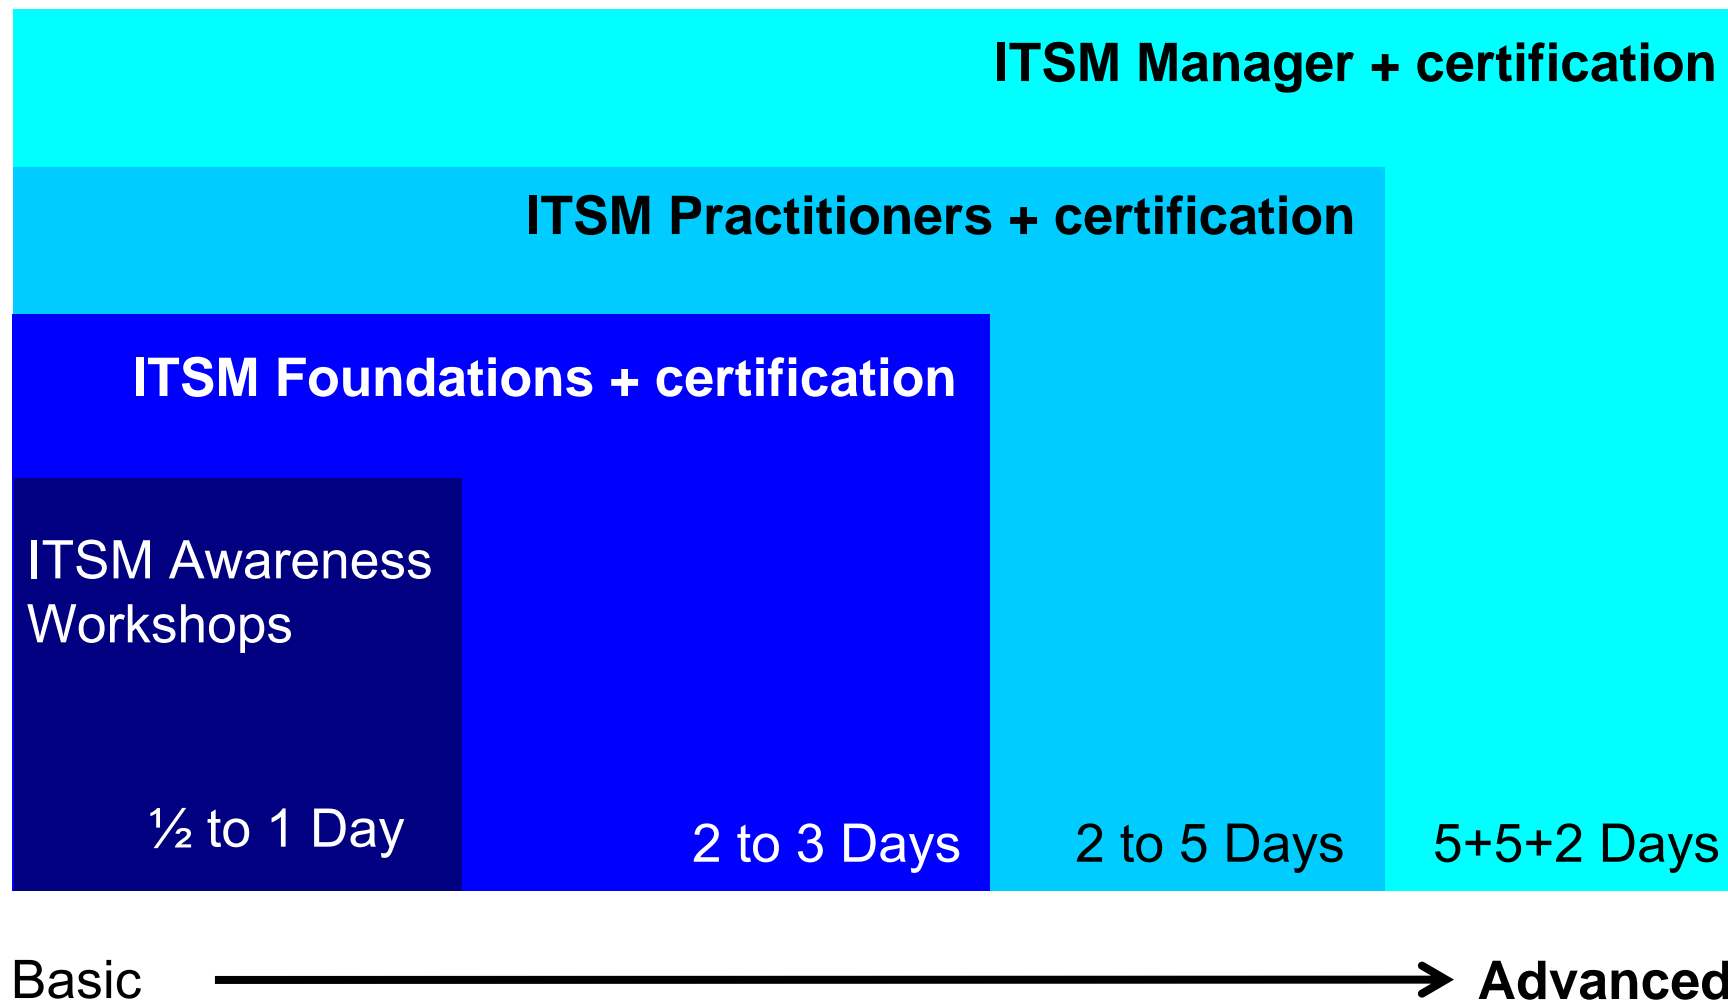 ITSM Manager + certification
ITSM Practitioners + certification
ITSM Foundations + certification
ITSM Awareness
Workshops
½ to 1 Day
2 to 3 Days
2 to 5 Days
5+5+2 Days
Basic
Advanced